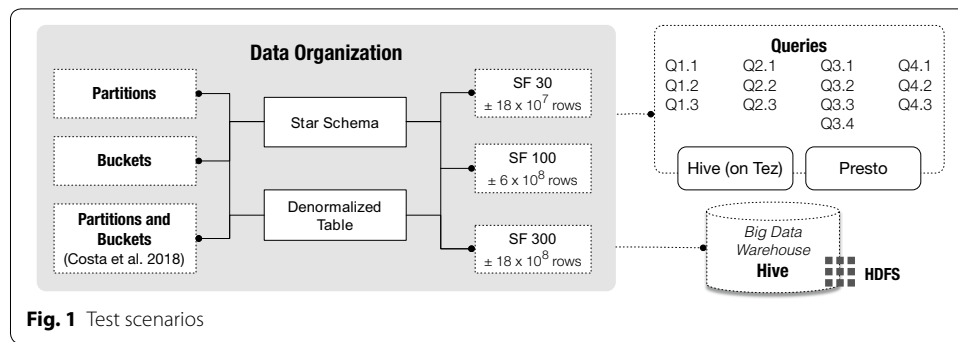 Data Organization
Partitions
Buckets
Partitions and
Buckets
(Costa et al. 2018)
Star Schema
Denormalized
Table
SF 30
± 18 x 10⁷ rows
SF 100
± 6 x 10⁸ rows
SF 300
± 18 x 10⁸ rows
Queries
Q1.1 Q2.1 Q3.1 Q4.1
Q1.2 Q2.2 Q3.2 Q4.2
Q1.3 Q2.3 Q3.3 Q4.3
Q3.4
Hive (on Tez) Presto
Big Data
Warehouse
Hive
HDFS
Fig. 1 Test scenarios